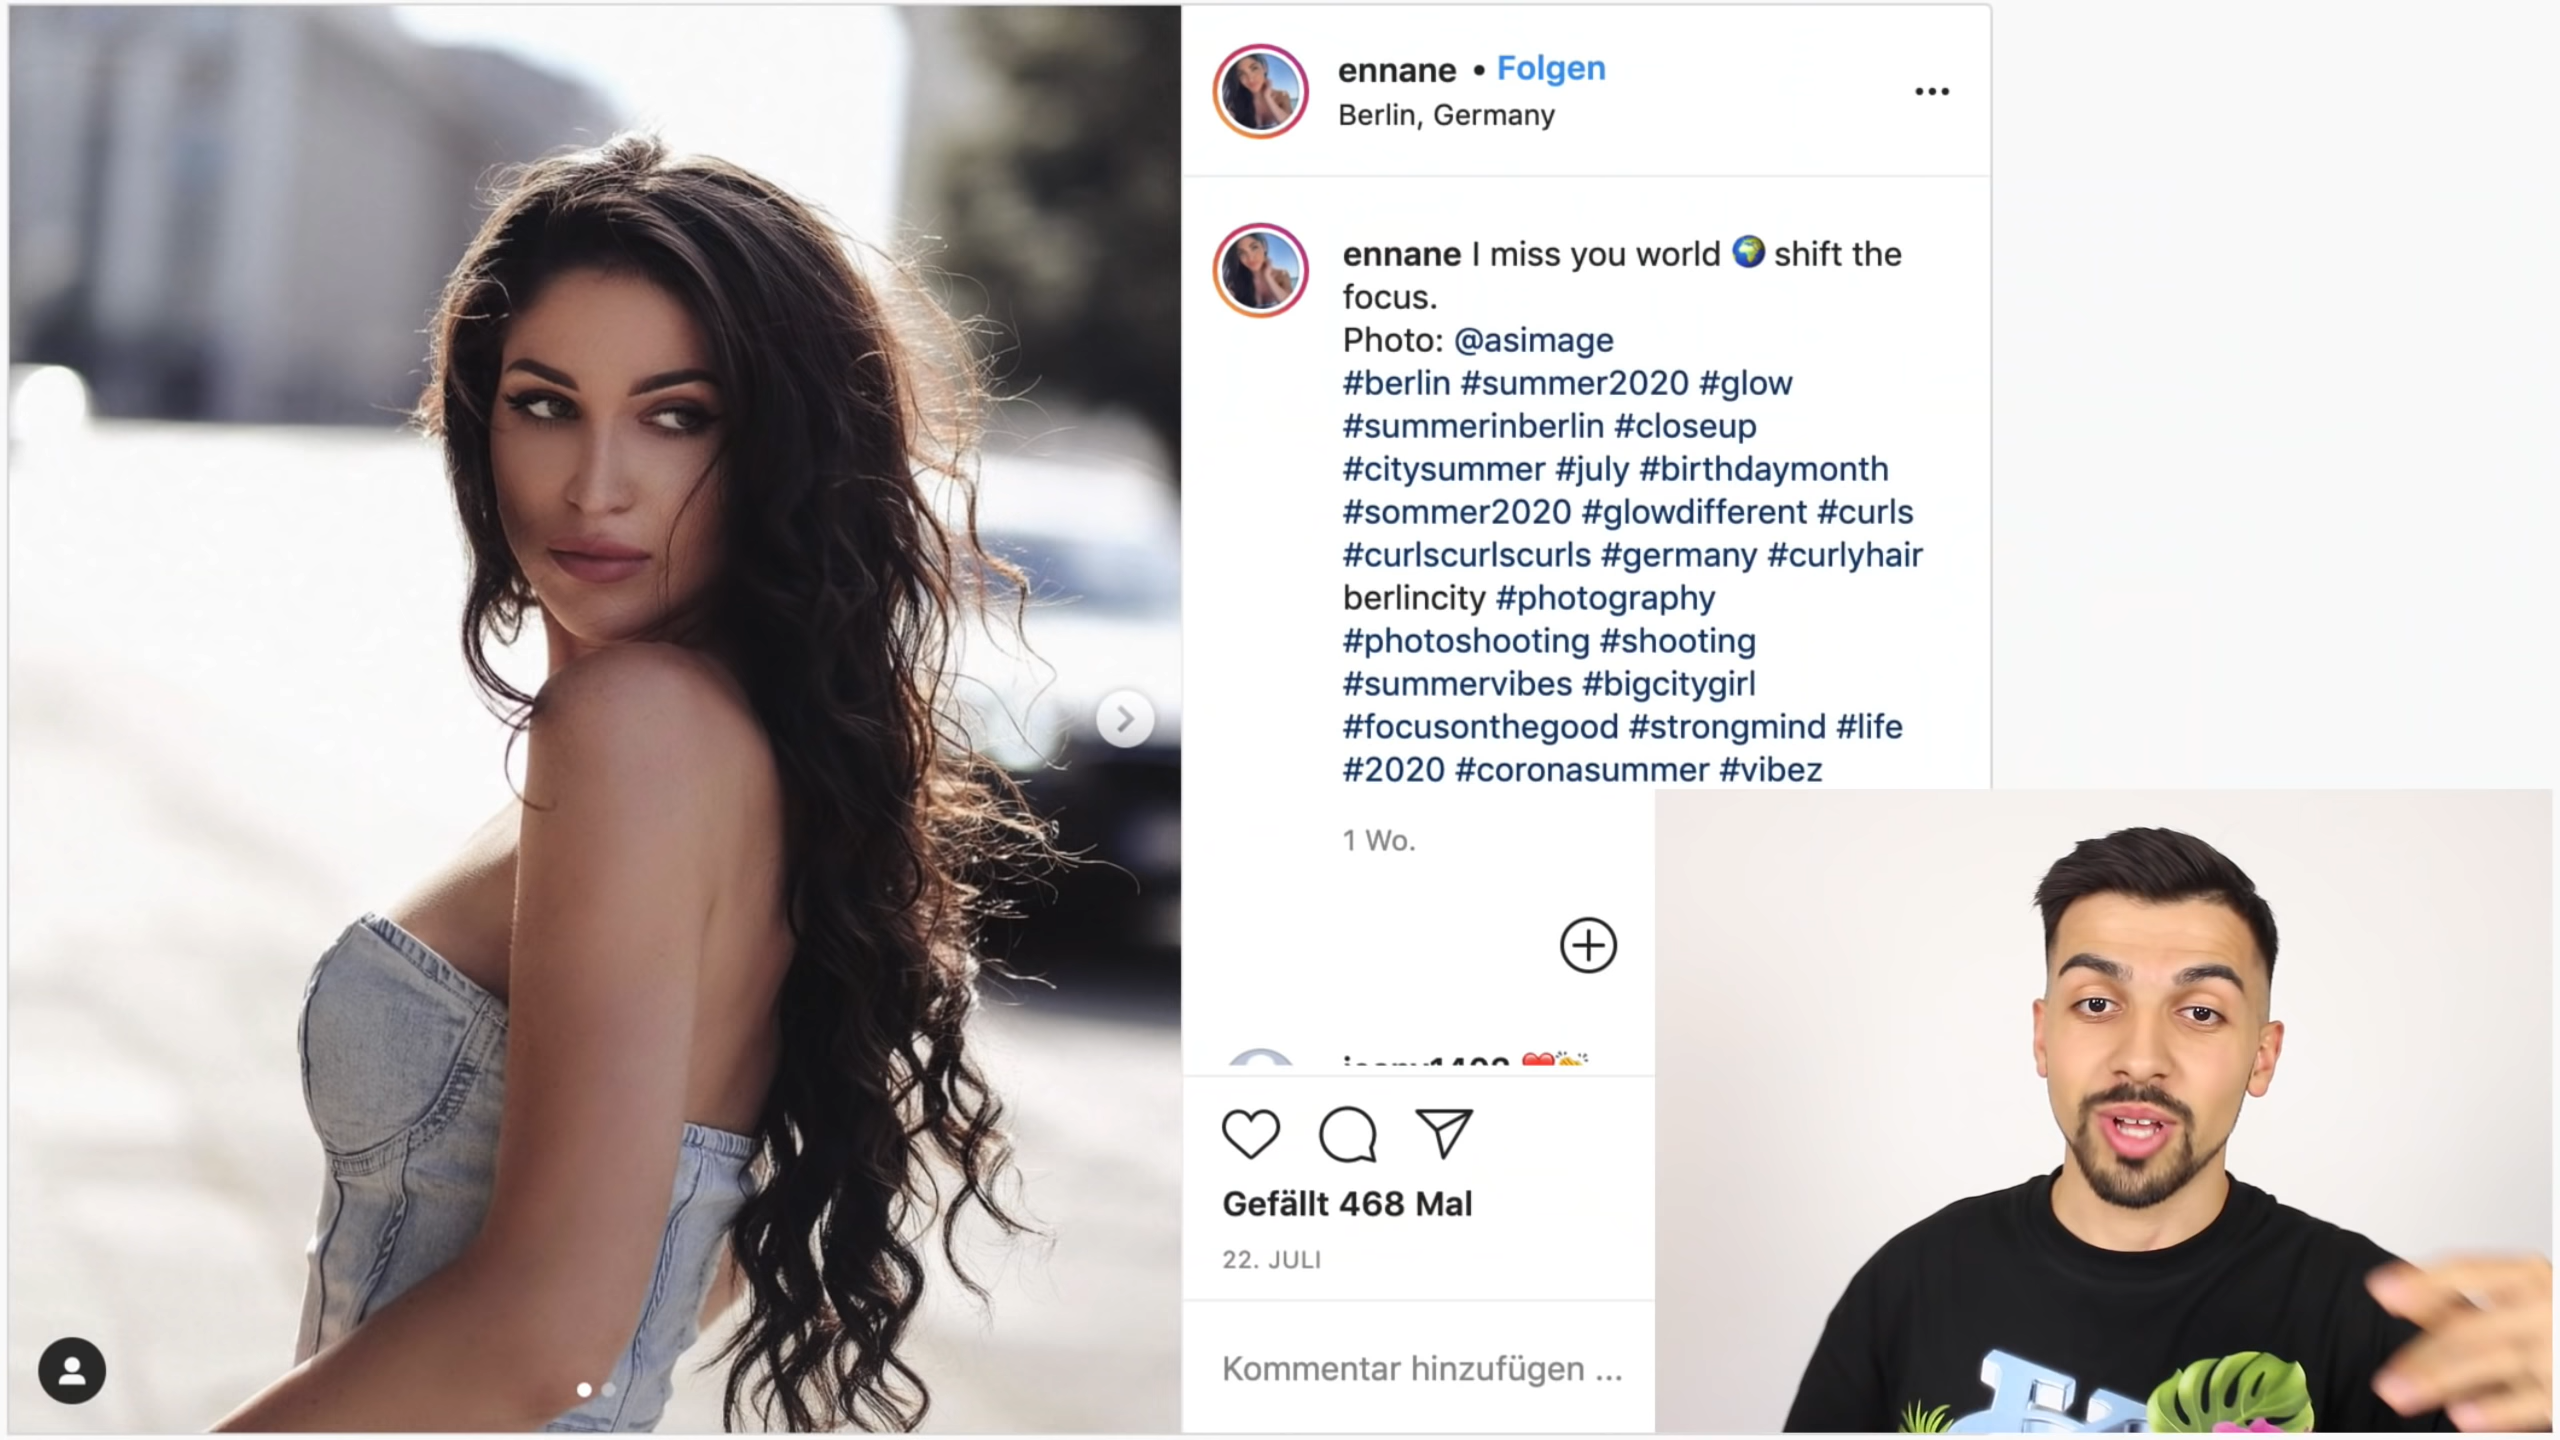 ennane • Folgen
Berlin, Germany
ennane I miss you world 🌍 shift the
focus.
Photo: @asimage
#berlin #summer2020 #glow
#summerinberlin #closeup
#citysummer #july #birthdaymonth
#sommer2020 #glowdifferent #curls
#curlscurlscurls #germany #curlyhair
berlincity #photography
#photoshooting #shooting
#summervibes #bigcitygirl
#focusonthegood #strongmind #life
#2020 #coronasummer #vibez
1 Wo.
Gefällt 468 Mal
22. JULI
Kommentar hinzufügen ...